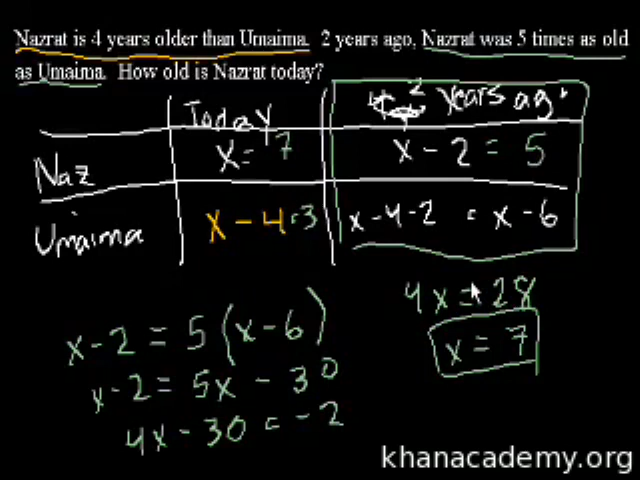 Nazrat is 4 years older than Umaima. 2 years ago, Nazrat was 5 times as old
as Umaima. How old is Nazrat today?
Today 2 years ago
Naz x = 7 x - 2 = 5
Umaima x - 4 = 3 x - 4 - 2 = x - 6
4x = 28
x - 2 = 5 (x - 6)
x = 7
x - 2 = 5x - 30
4x - 30 = -2
khanacademy.org